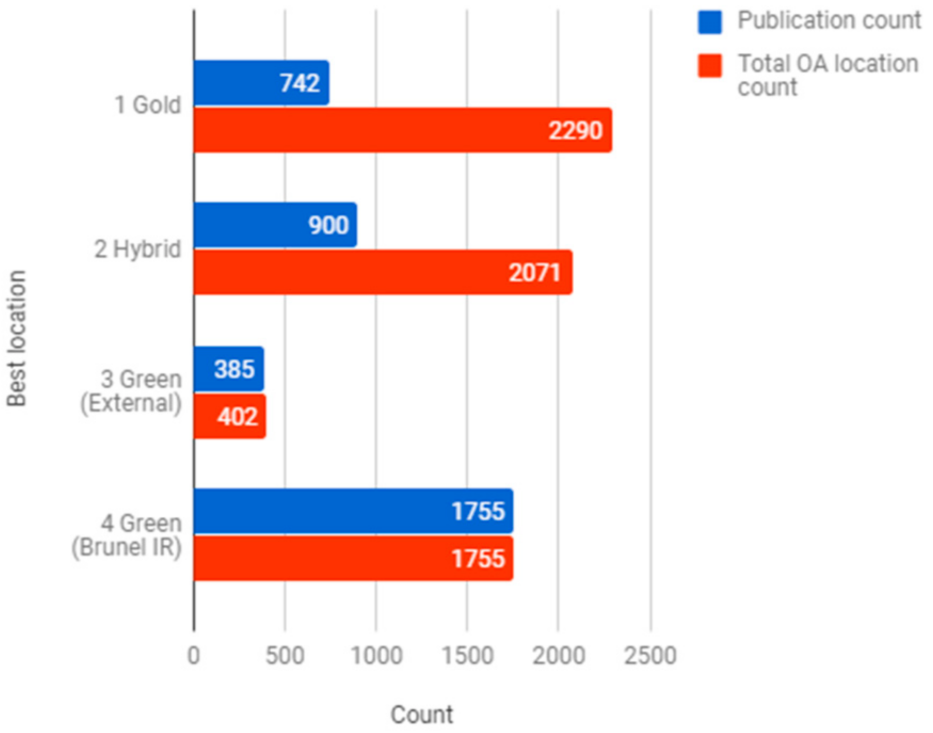 Publication count
Total OA location
count
1 Gold
742
2290
2 Hybrid
900
2071
3 Green
(External)
385
402
4 Green
(Brunel IR)
1755
1755
Best location
0 500 1000 1500 2000 2500
Count